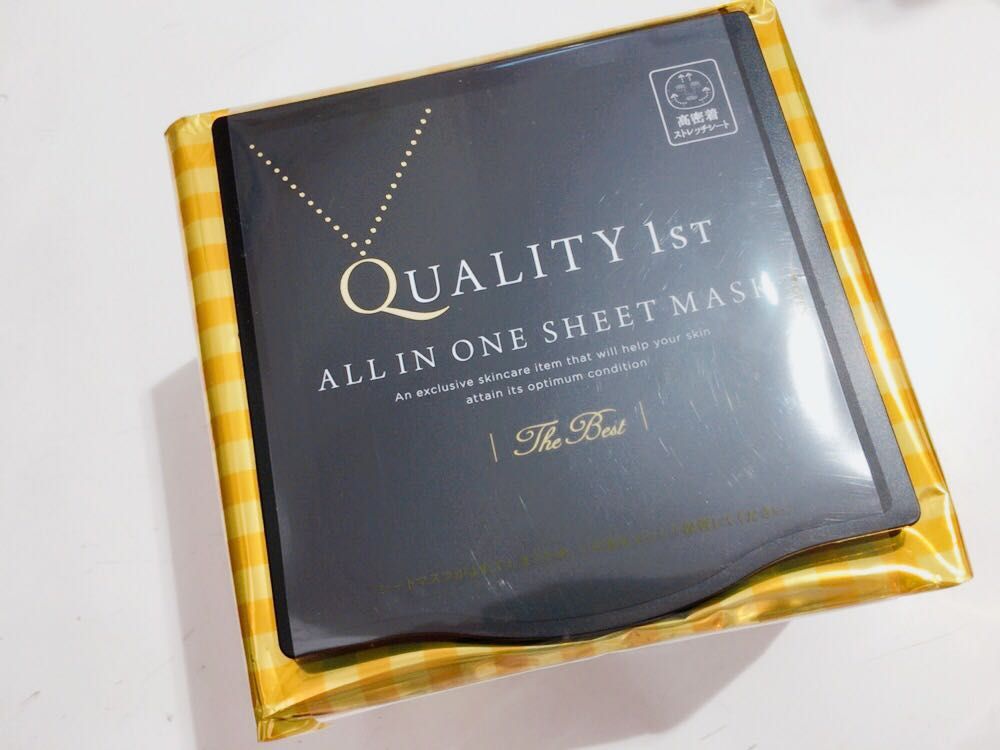 高密着
ストレッチシート
QUALITY 1ST
ALL IN ONE SHEET MASK
An exclusive skincare item that will help your skin
attain its optimum condition
The Best